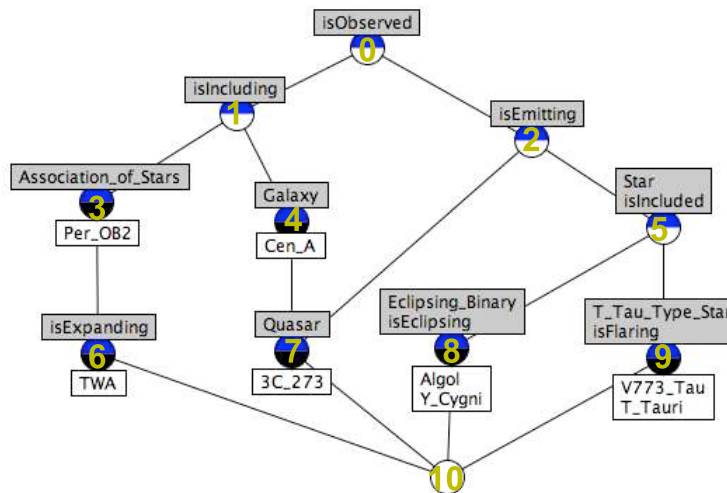 isObserved
0
isIncluding
1
isEmitting
2
Association_of_Stars
3
Per_OB2
Galaxy
4
Cen_A
Star
isIncluded
5
isExpanding
6
TWA
Quasar
7
3C_273
Eclipsing_Binary
isEclipsing
8
Algol
Y_Cygni
T_Tau_Type_Star
isFlaring
9
V773_Tau
T_Tauri
10